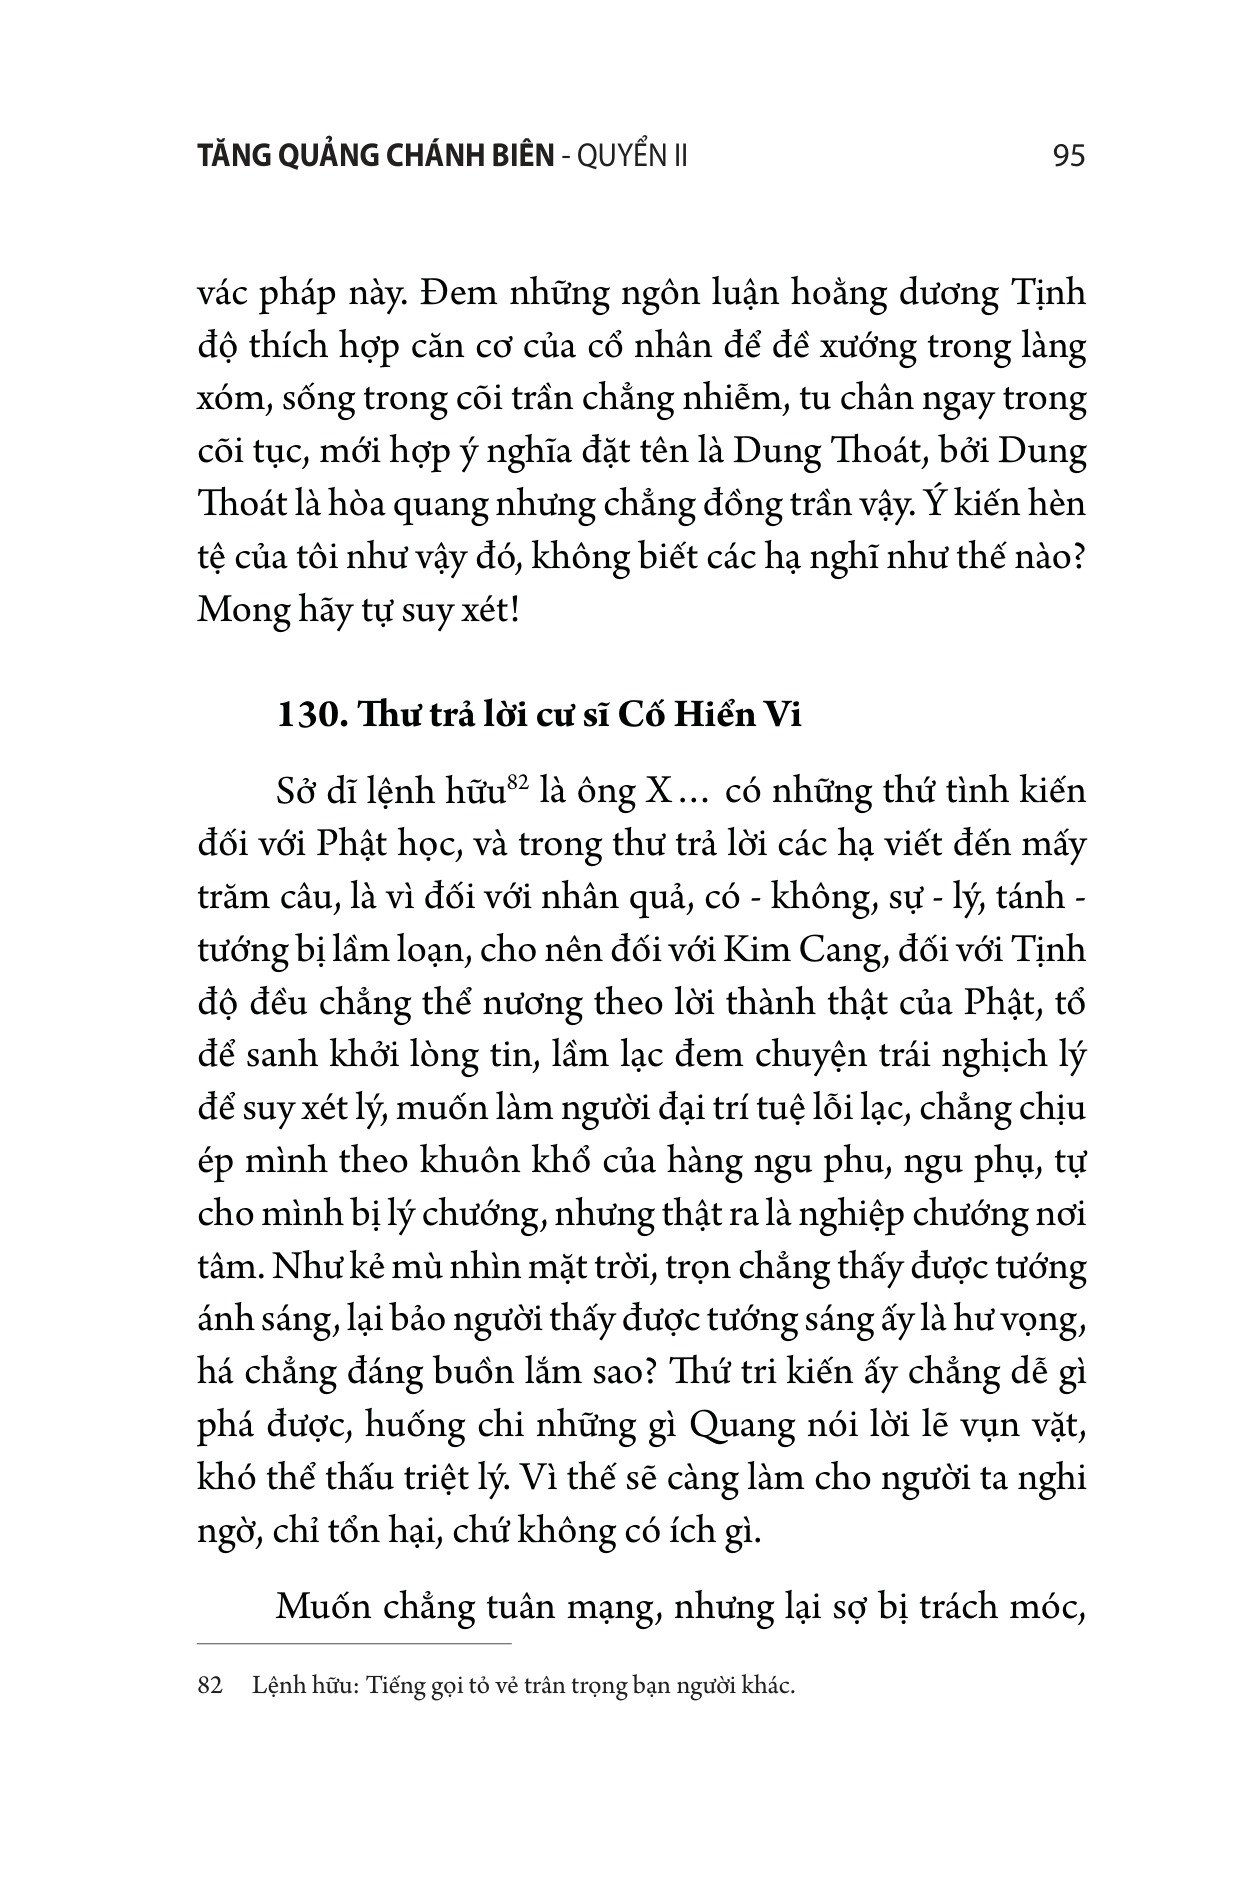 TĂNG QUẢNG CHÁNH BIÊN - QUYỂN II 95
vác pháp này. Đem những ngôn luận hoằng dương Tịnh
độ thích hợp căn cơ của cổ nhân để đề xướng trong làng
xóm, sống trong cõi trần chẳng nhiễm, tu chân ngay trong
cõi tục, mới hợp ý nghĩa đặt tên là Dung Thoát, bởi Dung
Thoát là hòa quang nhưng chẳng đồng trần vậy. Ý kiến hèn
tệ của tôi như vậy đó, không biết các hạ nghĩ như thế nào?
Mong hãy tự suy xét!
130. Thư trả lời cư sĩ Cố Hiển Vi
Sở dĩ lệnh hữu82 là ông X… có những thứ tình kiến
đối với Phật học, và trong thư trả lời các hạ viết đến mấy
trăm câu, là vì đối với nhân quả, có - không, sự - lý, tánh -
tướng bị lầm loạn, cho nên đối với Kim Cang, đối với Tịnh
độ đều chẳng thể nương theo lời thành thật của Phật, tổ
để sanh khởi lòng tin, lầm lạc đem chuyện trái nghịch lý
để suy xét lý, muốn làm người đại trí tuệ lỗi lạc, chẳng chịu
ép mình theo khuôn khổ của hàng ngu phu, ngu phụ, tự
cho mình bị lý chướng, nhưng thật ra là nghiệp chướng nơi
tâm. Như kẻ mù nhìn mặt trời, trọn chẳng thấy được tướng
ánh sáng, lại bảo người thấy được tướng sáng ấy là hư vọng,
há chẳng đáng buồn lắm sao? Thứ tri kiến ấy chẳng dễ gì
phá được, huống chi những gì Quang nói lời lẽ vụn vặt,
khó thể thấu triệt lý. Vì thế sẽ càng làm cho người ta nghi
ngờ, chỉ tổn hại, chứ không có ích gì.
Muốn chẳng tuân mạng, nhưng lại sợ bị trách móc,
82 Lệnh hữu: Tiếng gọi tỏ vẻ trân trọng bạn người khác.